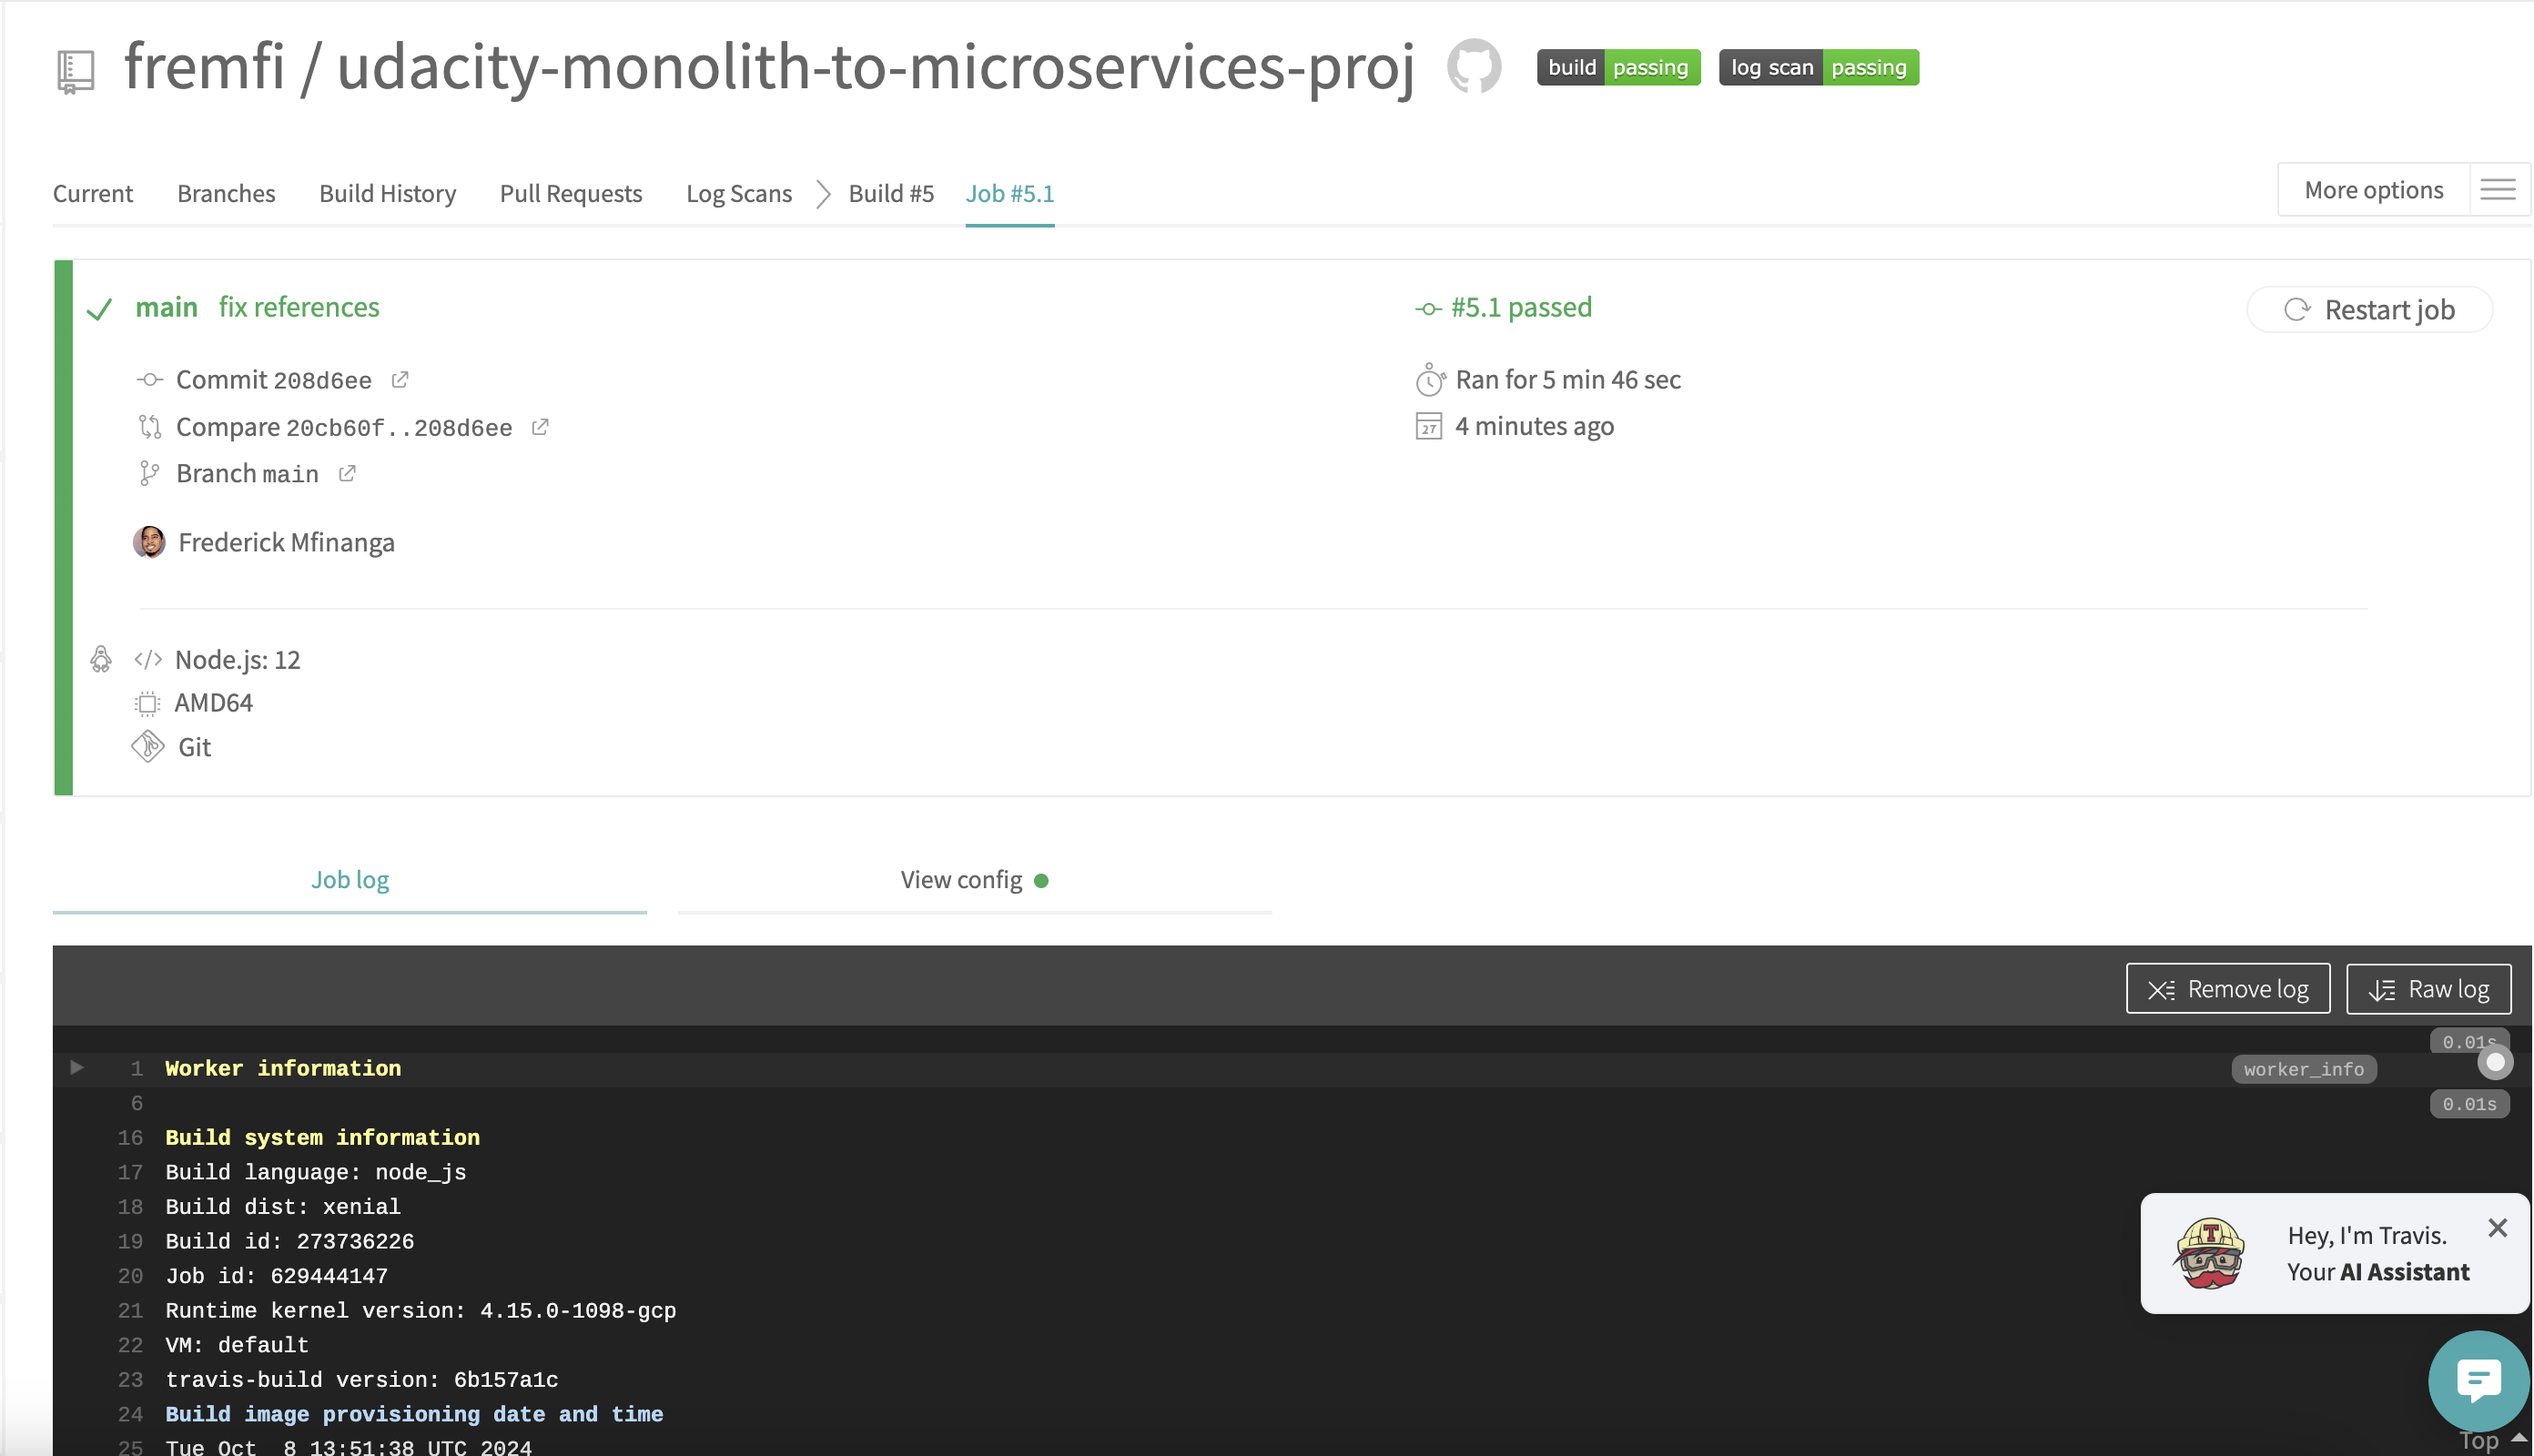 fremfi / udacity-monolith-to-microservices-proj build passing log scan passing
Current Branches Build History Pull Requests Log Scans Build #5 Job #5.1 More options
main fix references
Commit 208d6ee
Compare 20cb60f..208d6ee
Branch main
Frederick Mfinanga
#5.1 passed
Ran for 5 min 46 sec
27 4 minutes ago
Restart job
Node.js: 12
AMD64
Git
Job log View config
Remove log Raw log
0.01s
1 Worker information worker_info
6 0.01s
16 Build system information
17 Build language: node_js
18 Build dist: xenial
19 Build id: 273736226
20 Job id: 629444147
21 Runtime kernel version: 4.15.0-1098-gcp
22 VM: default
23 travis-build version: 6b157a1c
24 Build image provisioning date and time
25 Tue Oct  8 13:51:38 UTC 2024
T
Hey, I'm Travis.
Your AI Assistant
Top